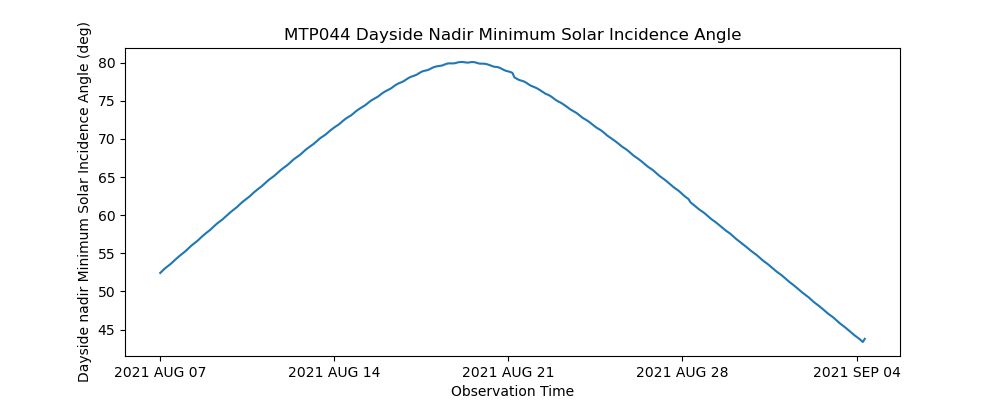 MTP044 Dayside Nadir Minimum Solar Incidence Angle
Dayside nadir Minimum Solar Incidence Angle (deg)
80
75
70
65
60
55
50
45
2021 AUG 07 2021 AUG 14 2021 AUG 21 2021 AUG 28 2021 SEP 04
Observation Time